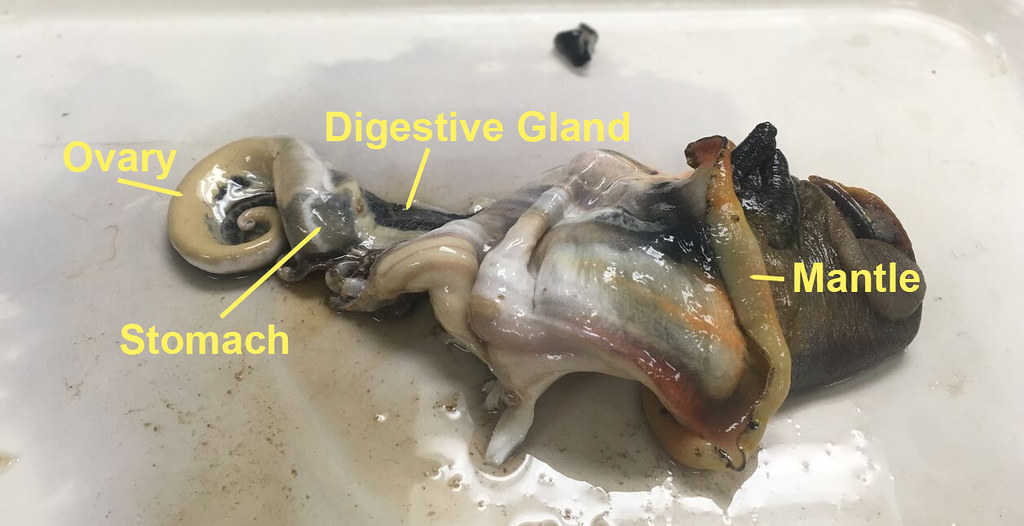 Digestive Gland
Ovary
Mantle
Stomach